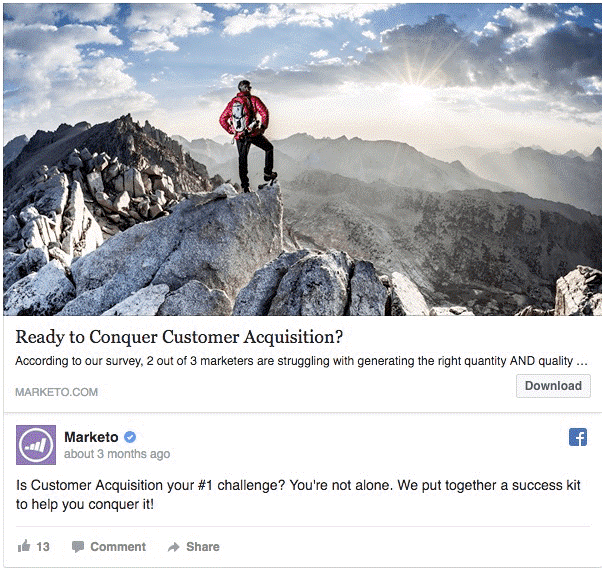 Ready to Conquer Customer Acquisition?
According to our survey, 2 out of 3 marketers are struggling with generating the right quantity AND quality ...
MARKETO.COM
Download
Marketo
about 3 months ago
Is Customer Acquisition your #1 challenge? You're not alone. We put together a success kit
to help you conquer it!
13 Comment Share